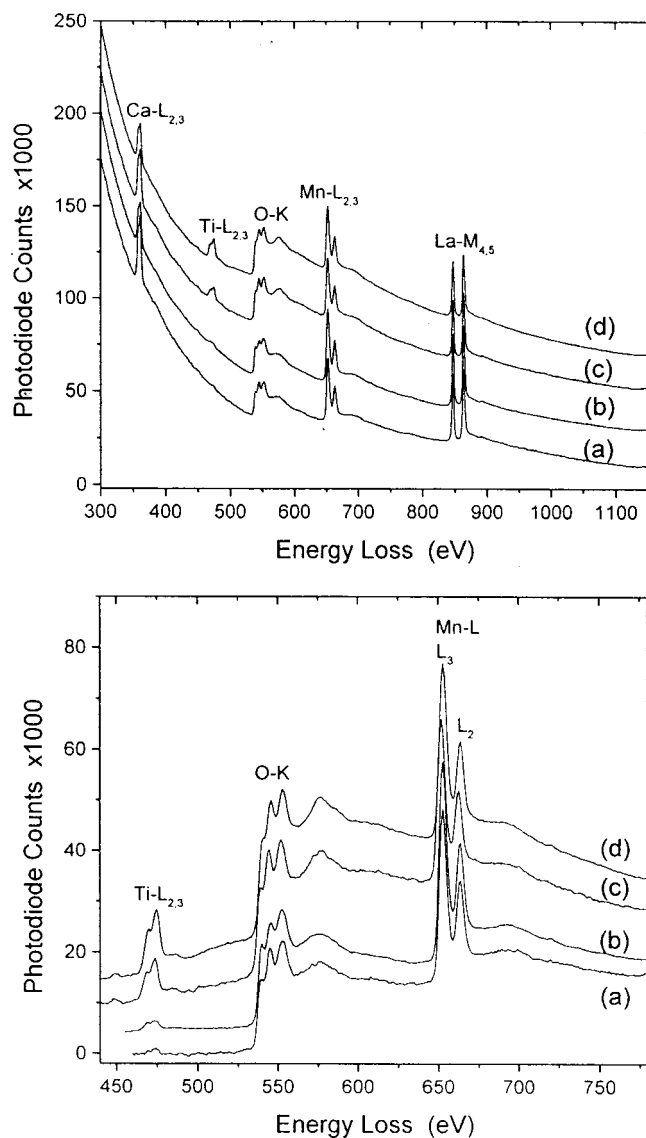 250
200
150
100
50
0
Photodiode Counts x1000
Ca-L2,3
Ti-L2,3
O-K
Mn-L2,3
La-M4,5
(d)
(c)
(b)
(a)
300 400 500 600 700 800 900 1000 1100
Energy Loss (eV)
80
60
40
20
0
Photodiode Counts x1000
Mn-L
L3
L2
O-K
Ti-L2,3
(d)
(c)
(b)
(a)
450 500 550 600 650 700 750
Energy Loss (eV)